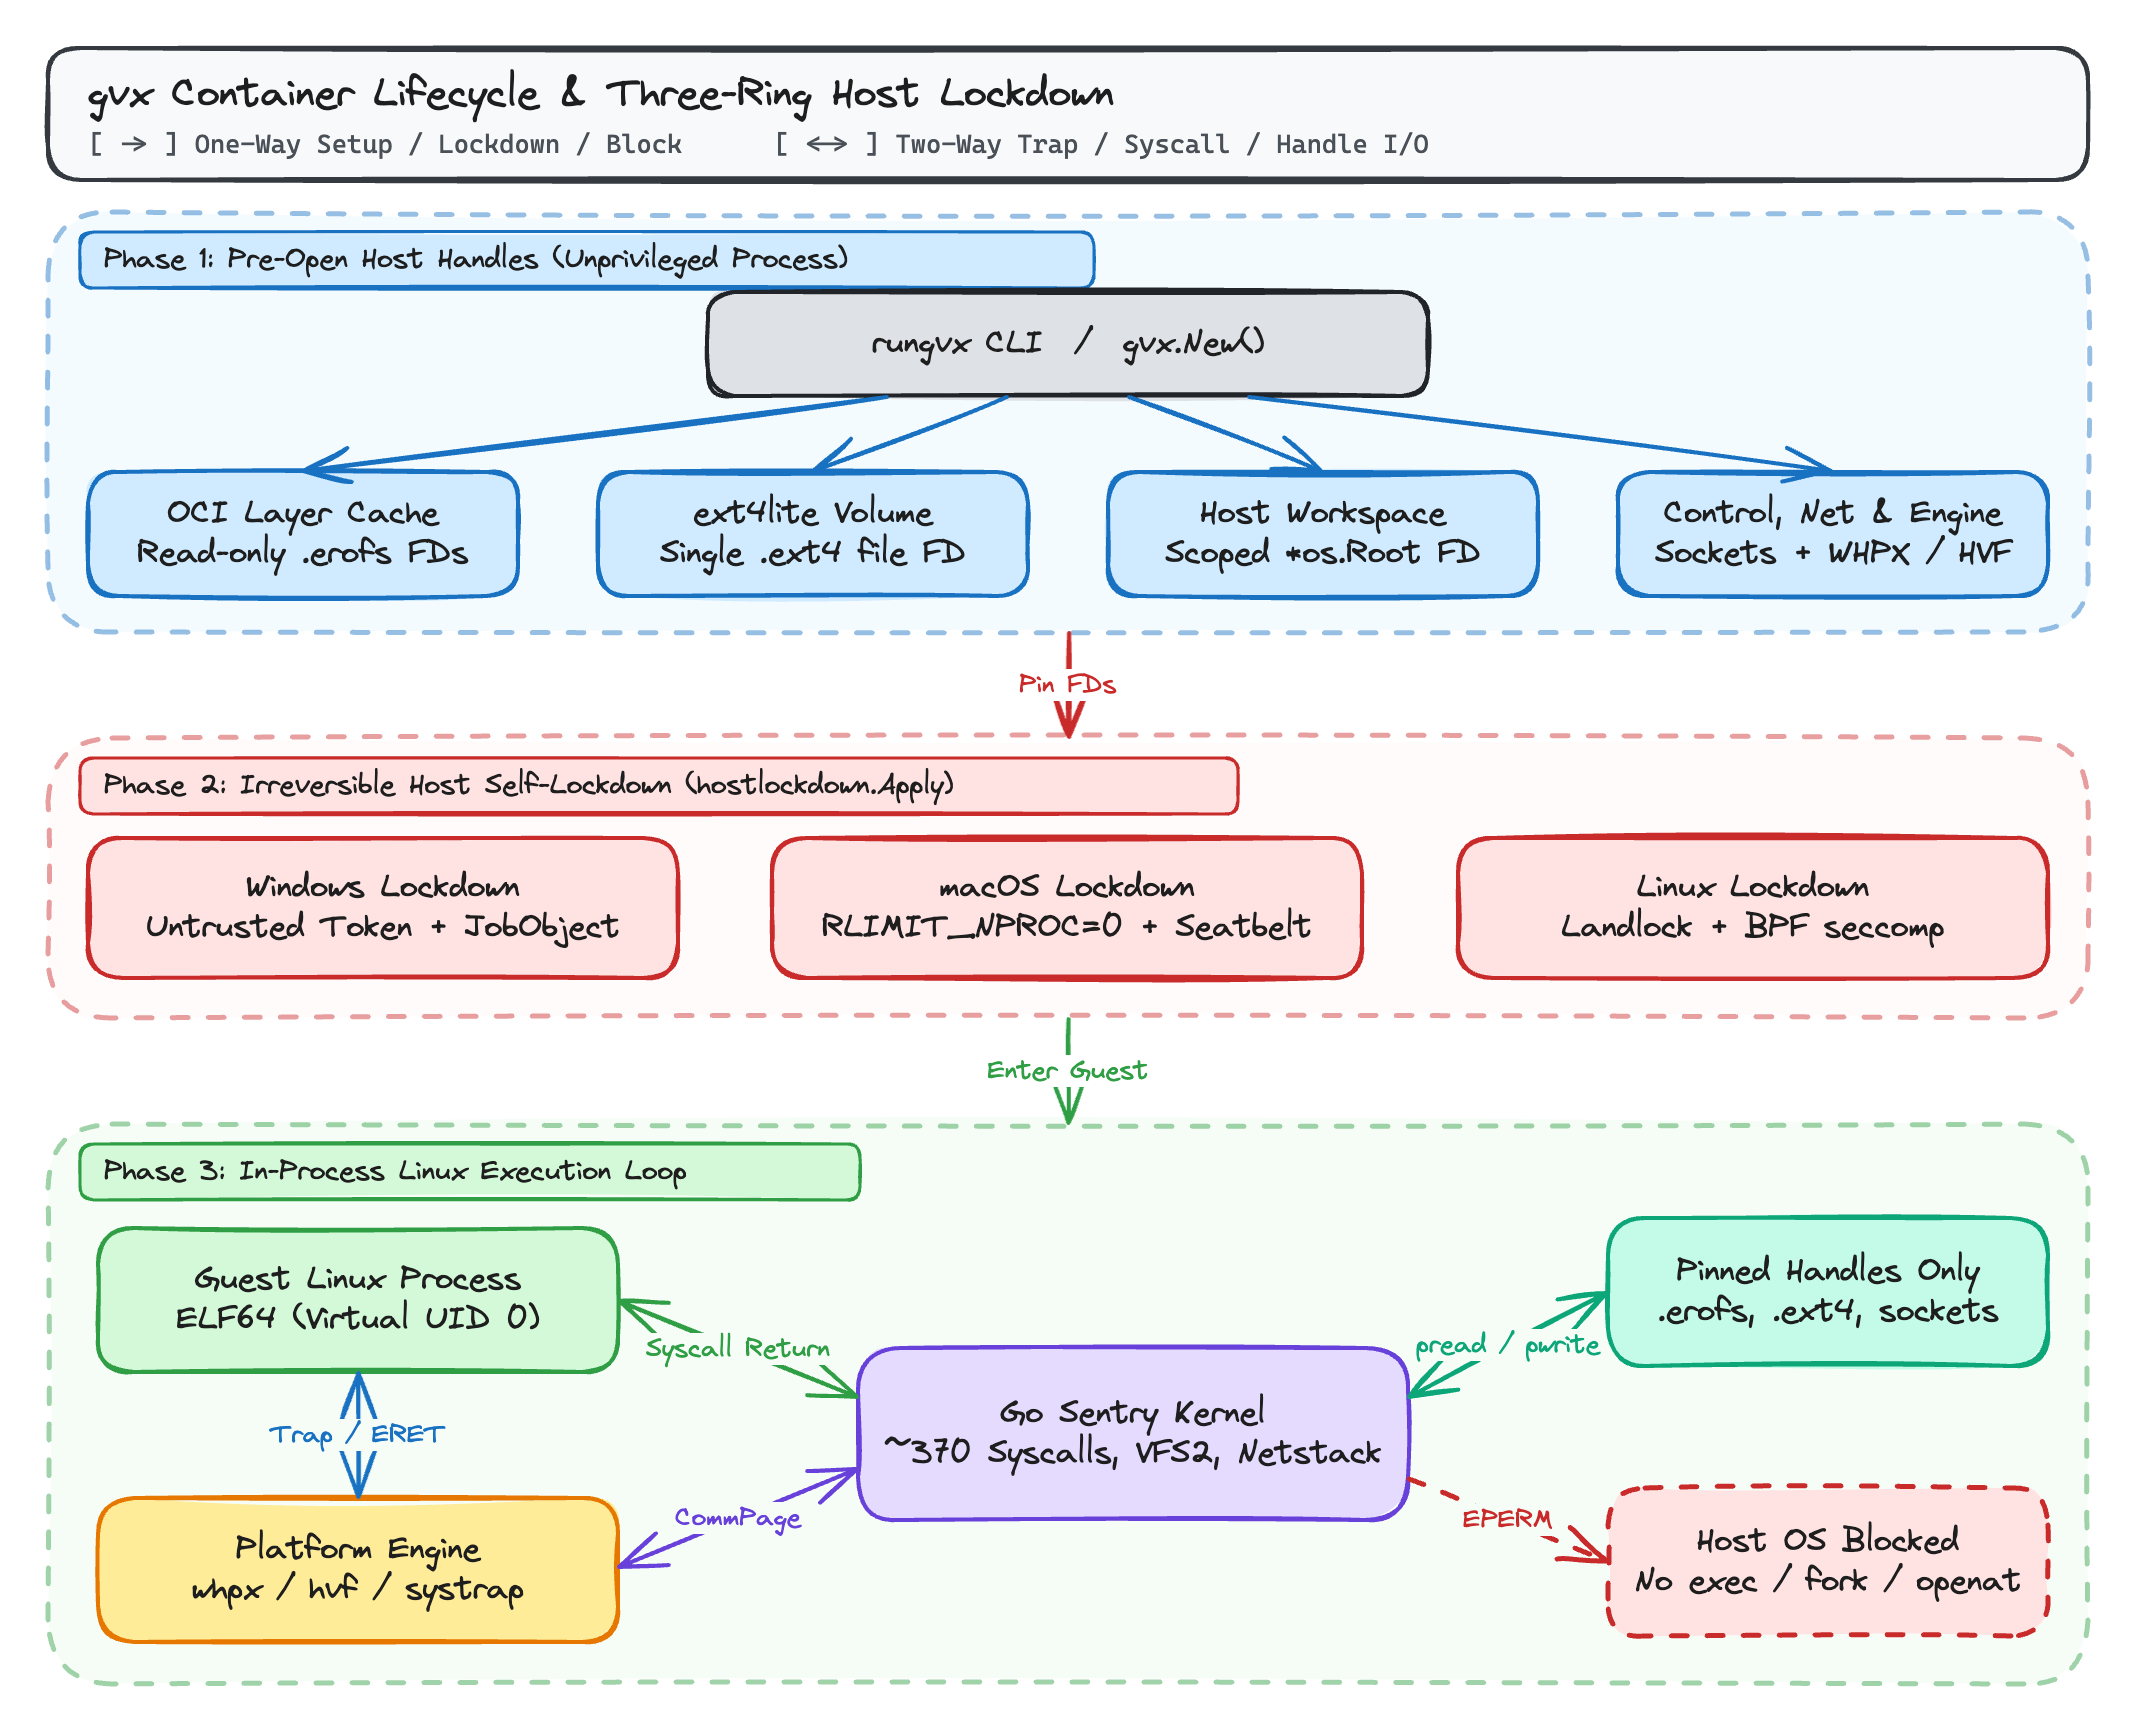 gvx Container Lifecycle & Three-Ring Host Lockdown
[ → ] One-Way Setup / Lockdown / Block [ <-> ] Two-Way Trap / Syscall / Handle I/O
Phase 1: Pre-Open Host Handles (Unprivileged Process)
rungvx CLI / gvx.New()
OCI Layer Cache
Read-only .erofs FDs
ext4lite Volume
Single .ext4 file FD
Host Workspace
Scoped *os.Root FD
Control, Net & Engine
Sockets + WHPX / HVF
Pin FDs
Phase 2: Irreversible Host Self-Lockdown (hostlockdown.Apply)
Windows Lockdown
Untrusted Token + JobObject
macOS Lockdown
RLIMIT_NPROC=0 + Seatbelt
Linux Lockdown
Landlock + BPF seccomp
Enter Guest
Phase 3: In-Process Linux Execution Loop
Guest Linux Process
ELF64 (Virtual UID 0)
Syscall Return
Trap / ERET
Platform Engine
whpx / hvf / systrap
CommPage
Go Sentry Kernel
~370 Syscalls, VFS2, Netstack
pread / pwrite
Pinned Handles Only
.erofs, .ext4, sockets
EPERM
Host OS Blocked
No exec / fork / openat